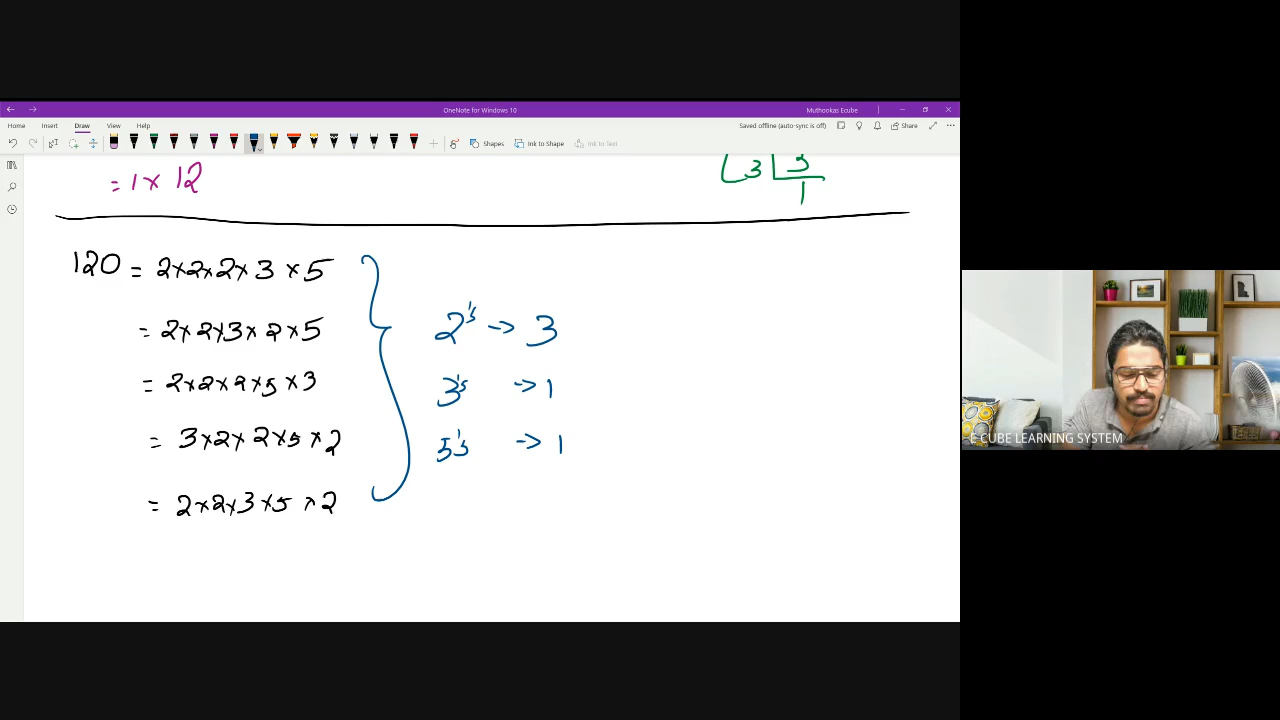 OneNote for Windows 10
Muthookas Ecube
Home Insert Draw View Help
Saved offline (auto-sync is off) Share
Shapes Ink to Shape Ink to Text
= 1 × 12
3 3
1
120 = 2×2×2×3×5
= 2×2×3×2×5
= 2×2×2×5×3
= 3×2×2×5×2
= 2×2×3×5×2
2's → 3
3's → 1
5's → 1
E CUBE LEARNING SYSTEM